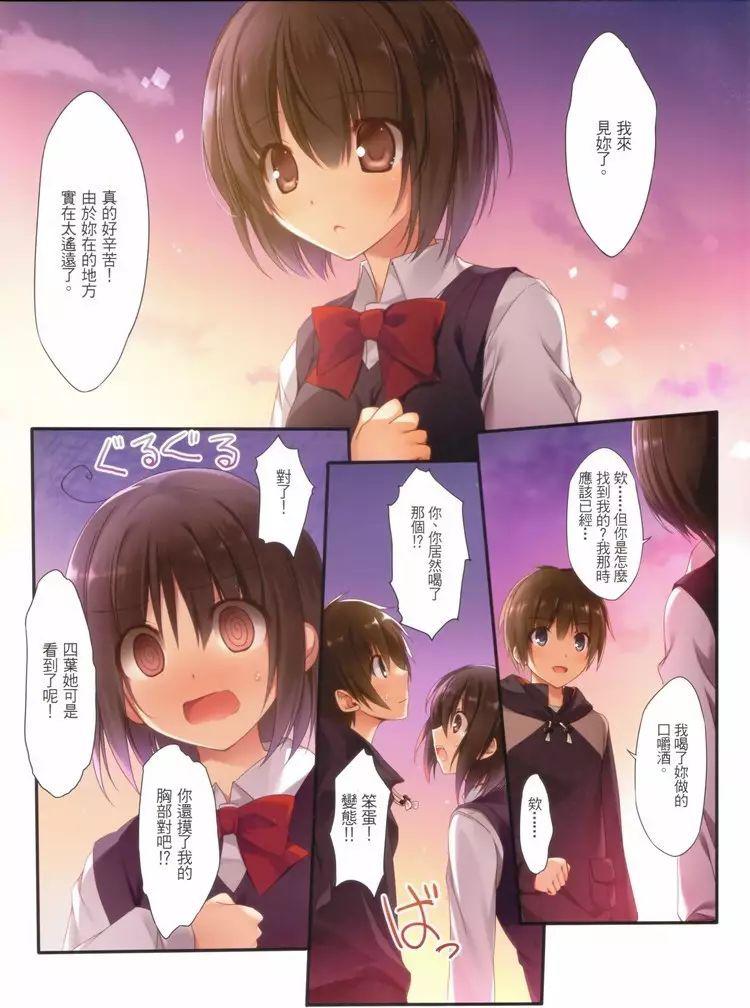 我來
見妳了。
真的好辛苦！
由於妳在的地方
實在太遙遠了。
欸……但你是怎麼
找到我的？我那時
應該已經…
我喝了妳做的
口嚼酒。
欸……
你、你居然喝了
那個!?
笨蛋！
變態!!
ばっ
對了！
ぐるぐる
四葉她可是
看到了呢！
你還摸了我的
胸部對吧!?